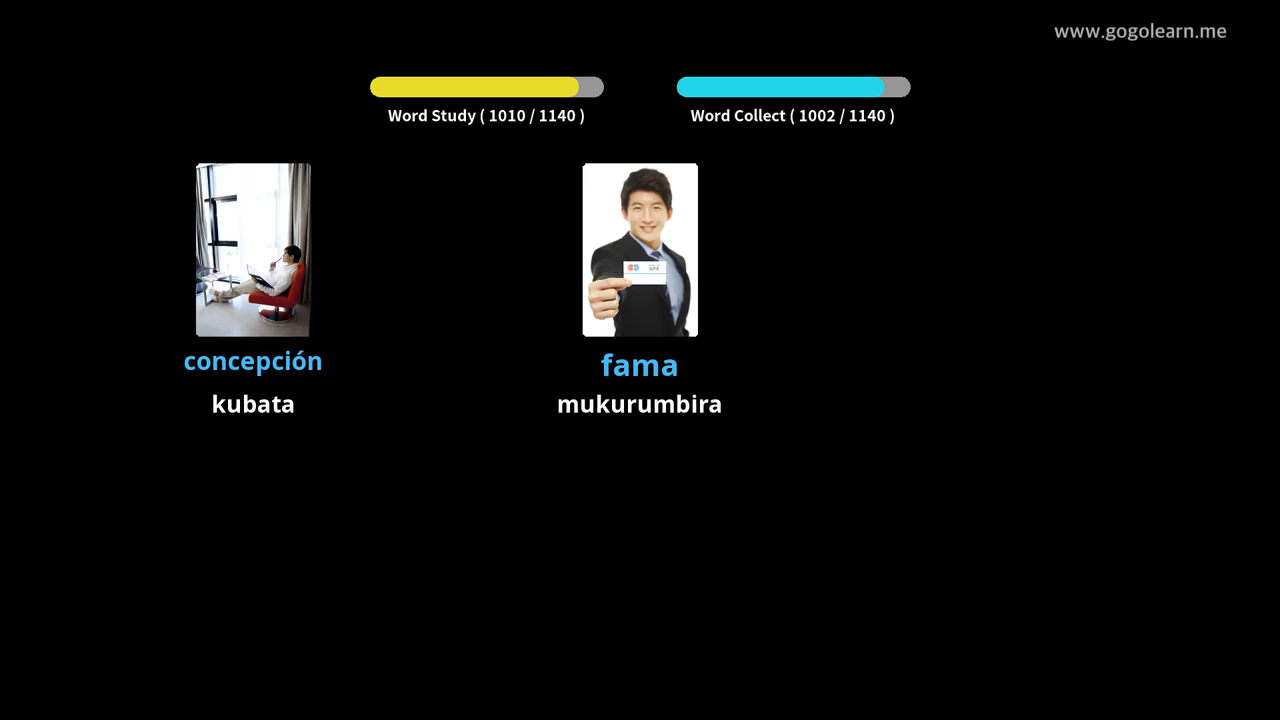 www.gogolearn.me
Word Study ( 1010 / 1140 )
Word Collect ( 1002 / 1140 )
concepción
kubata
fama
mukurumbira